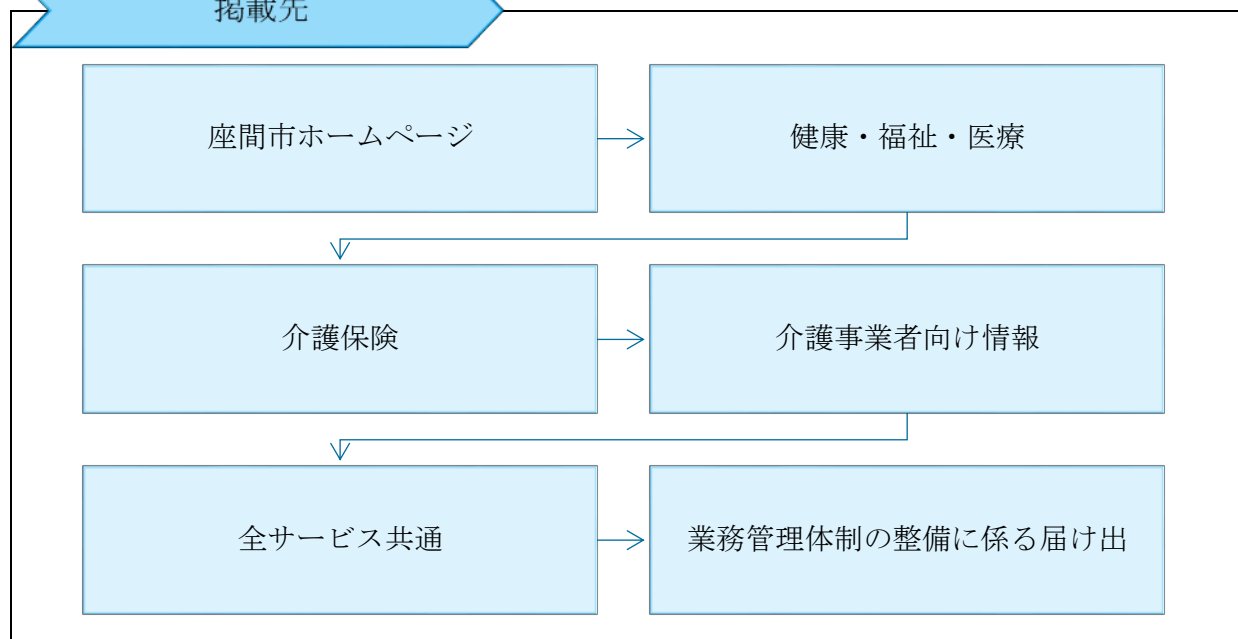 掲載先
座間市ホームページ
健康・福祉・医療
介護保険
介護事業者向け情報
全サービス共通
業務管理体制の整備に係る届け出